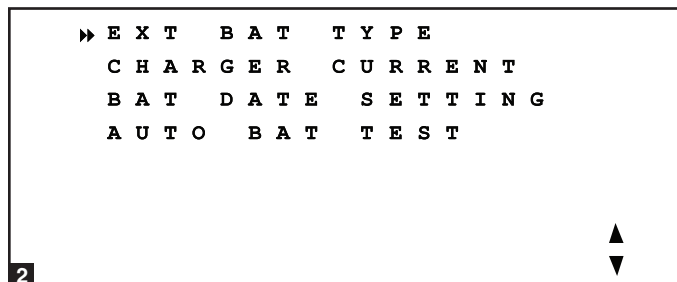 EXT BAT TYPE
CHARGER CURRENT
BAT DATE SETTING
AUTO BAT TEST
2